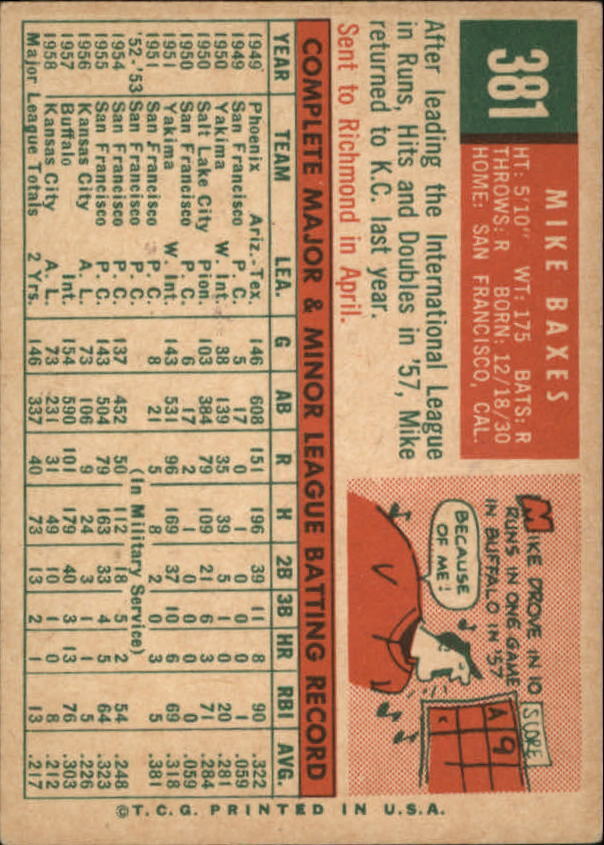 381
MIKE BAXES
HT: 5'10" WT: 175 BATS: R
THROWS: R BORN: 12/18/30
HOME: SAN FRANCISCO, CAL.
After leading the International League
in Runs, Hits and Doubles in '57, Mike
returned to K.C. last year.
Sent to Richmond in April.
MIKE DROVE IN 10
RUNS IN ONE GAME
IN BUFFALO IN '57
BECAUSE
OF ME!
SCORE
A 9
COMPLETE MAJOR & MINOR LEAGUE BATTING RECORD
YEAR TEAM LEA. G AB R H 2B 3B HR RBI AVG.
1949 Phoenix Ariz.-Tex. 146 608 151 196 39 11 8 90 .322
1949 San Francisco P. C. 5 17 0 1 0 0 0 1 .059
1950 Yakima W. Int. 38 139 35 39 5 1 0 20 .281
1950 Salt Lake City Pion. 103 384 79 109 21 6 3 71 .284
1950 San Francisco P. C. 6 17 2 1 0 0 0 0 .059
1951 Yakima W. Int. 143 531 96 169 37 10 6 69 .318
1951 San Francisco P. C. 8 21 5 8 2 0 3 5 .381
'52-'53 San Francisco P. C. (In Military Service)
1954 San Francisco P. C. 137 452 50 112 18 5 2 54 .248
1955 San Francisco P. C. 143 504 79 163 33 4 5 64 .323
1956 Kansas City A. L. 73 106 9 24 3 1 1 5 .226
1957 Buffalo Int. 154 590 101 179 40 3 13 76 .303
1958 Kansas City A. L. 73 231 31 49 10 1 0 8 .212
Major League Totals 2 Yrs. 146 337 40 73 13 2 1 13 .217
©T.C.G. PRINTED IN U.S.A.